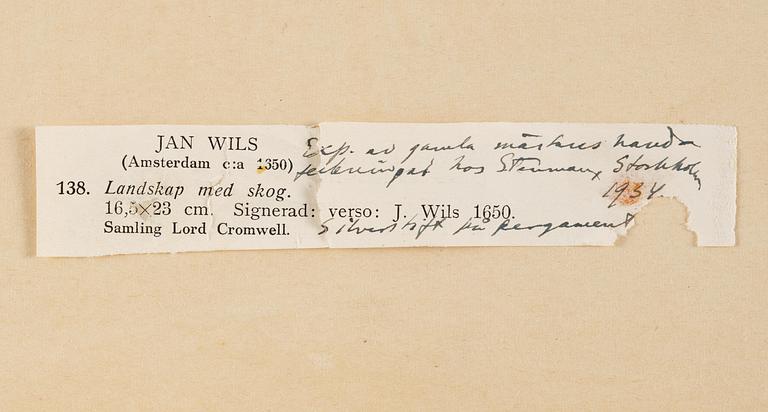 JAN WILS
(Amsterdam c:a 1350)
138. Landskap med skog.
16,5×23 cm. Signerad: verso: J. Wils 1650.
Samling Lord Cromwell.
Exp. av gamla mästares hand-
teckningar hos Stenman, Stockholm
1934
Silverstift på pergament